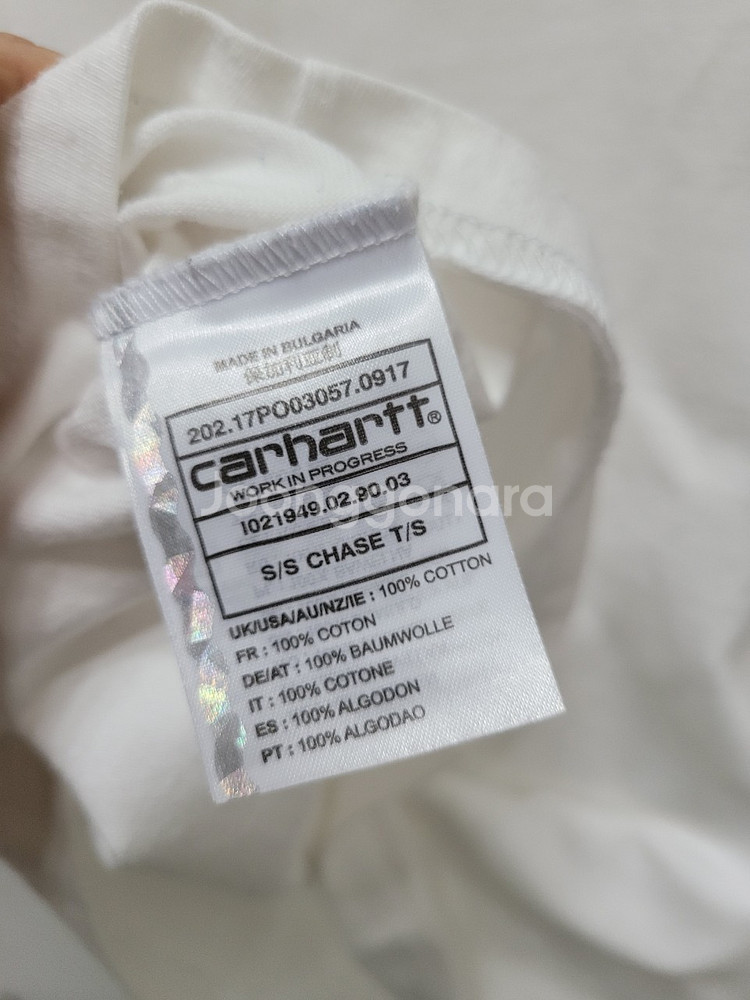 MADE IN BULGARIA
保加利亚制
202.17PO03057.0917
carhartt®
WORK IN PROGRESS
I021949.02.90.03
S/S CHASE T/S
UK/USA/AU/NZ/IE : 100% COTTON
FR : 100% COTON
DE/AT : 100% BAUMWOLLE
IT : 100% COTONE
ES : 100% ALGODON
PT : 100% ALGODAO
Joonggonara